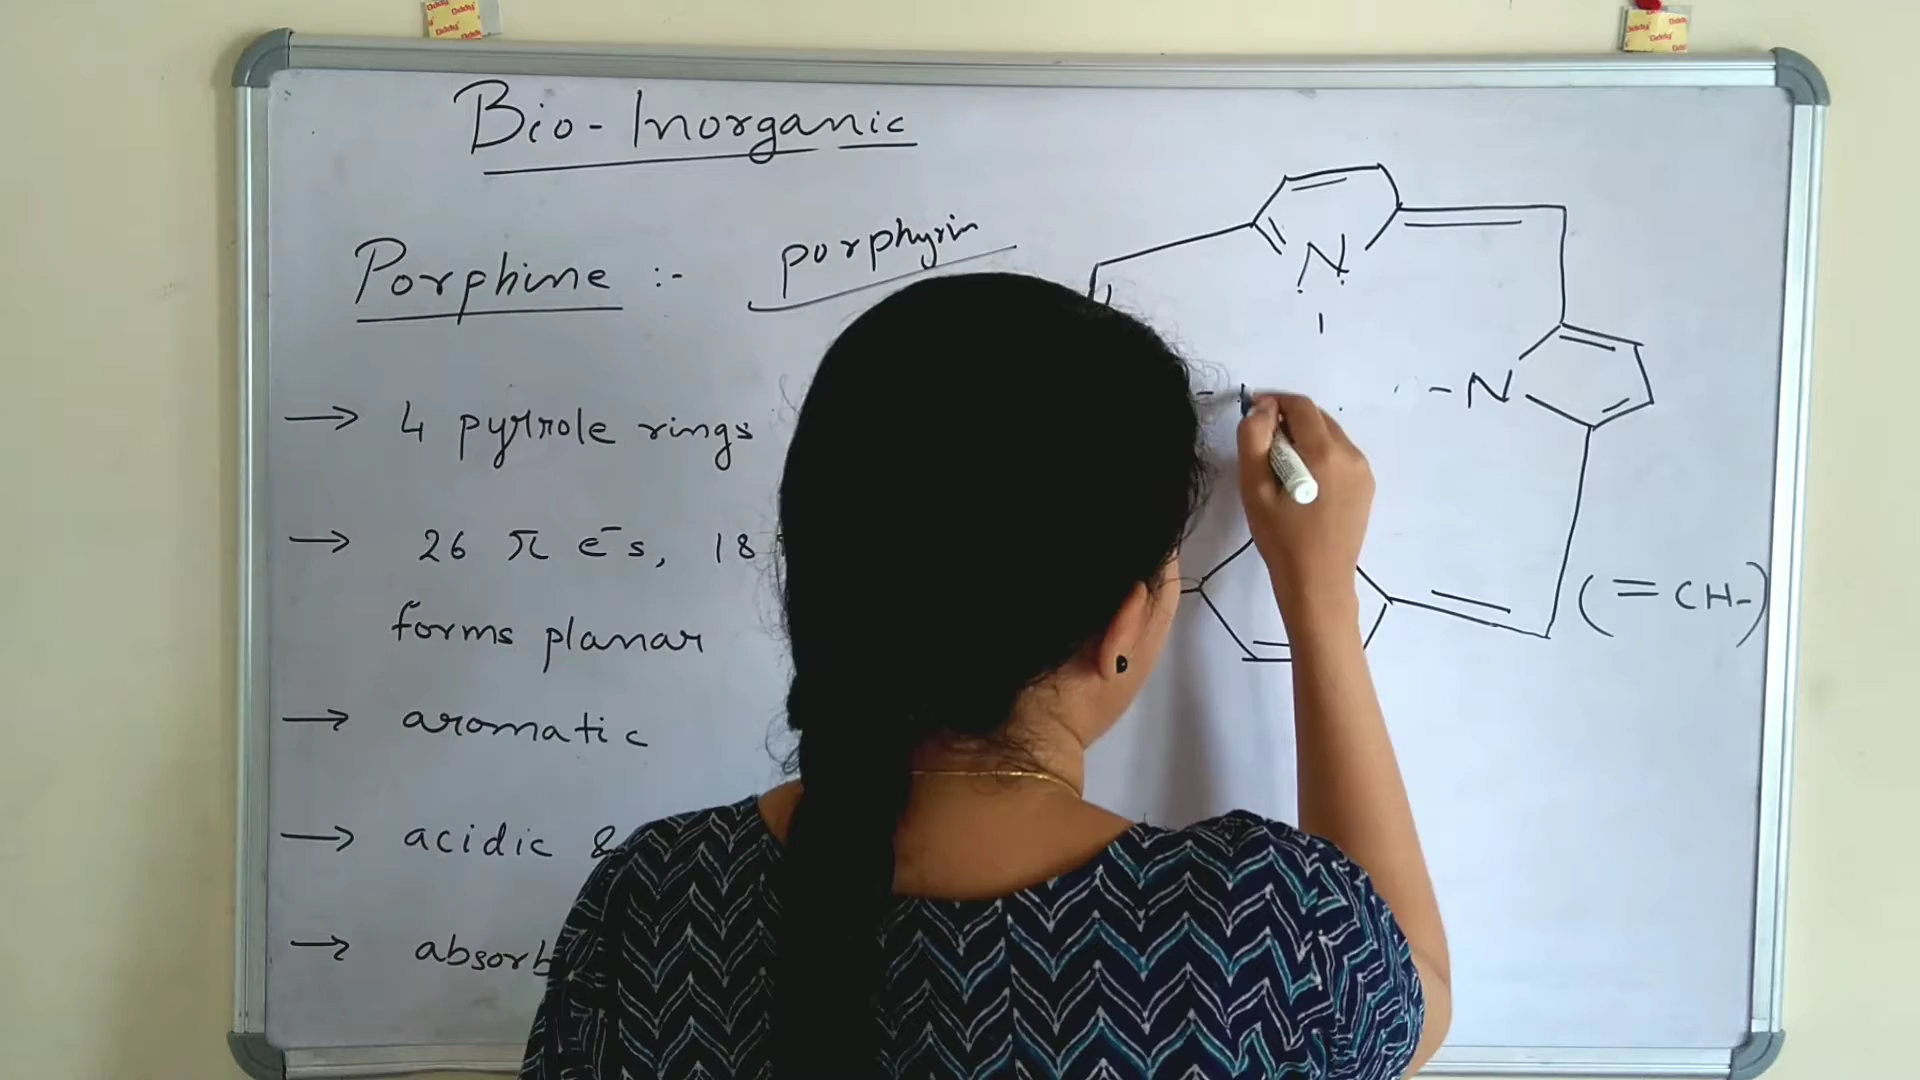 Bio-Inorganic
Porphine :-
porphyrin
→ 4 pyrrole rings
→ 26 π e⁻s, 18
forms planar
→ aromatic
→ acidic &
→ absorb
N
-N
(=CH-)